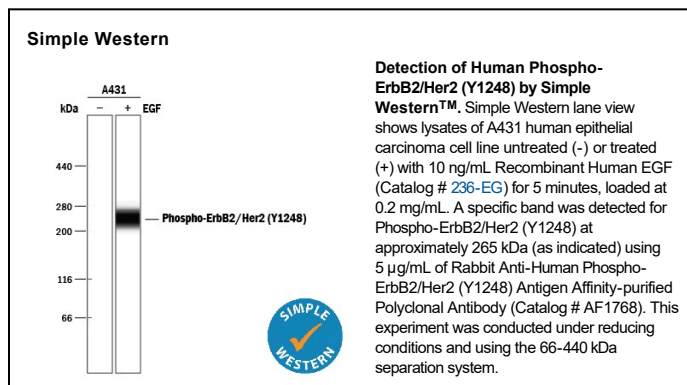 Simple Western
A431
kDa – + EGF
440
280
Phospho-ErbB2/Her2 (Y1248)
200
116
66
SIMPLE
WESTERN
Detection of Human Phospho-
ErbB2/Her2 (Y1248) by Simple
Western™. Simple Western lane view
shows lysates of A431 human epithelial
carcinoma cell line untreated (-) or treated
(+) with 10 ng/mL Recombinant Human EGF
(Catalog # 236-EG) for 5 minutes, loaded at
0.2 mg/mL. A specific band was detected for
Phospho-ErbB2/Her2 (Y1248) at
approximately 265 kDa (as indicated) using
5 µg/mL of Rabbit Anti-Human Phospho-
ErbB2/Her2 (Y1248) Antigen Affinity-purified
Polyclonal Antibody (Catalog # AF1768). This
experiment was conducted under reducing
conditions and using the 66-440 kDa
separation system.